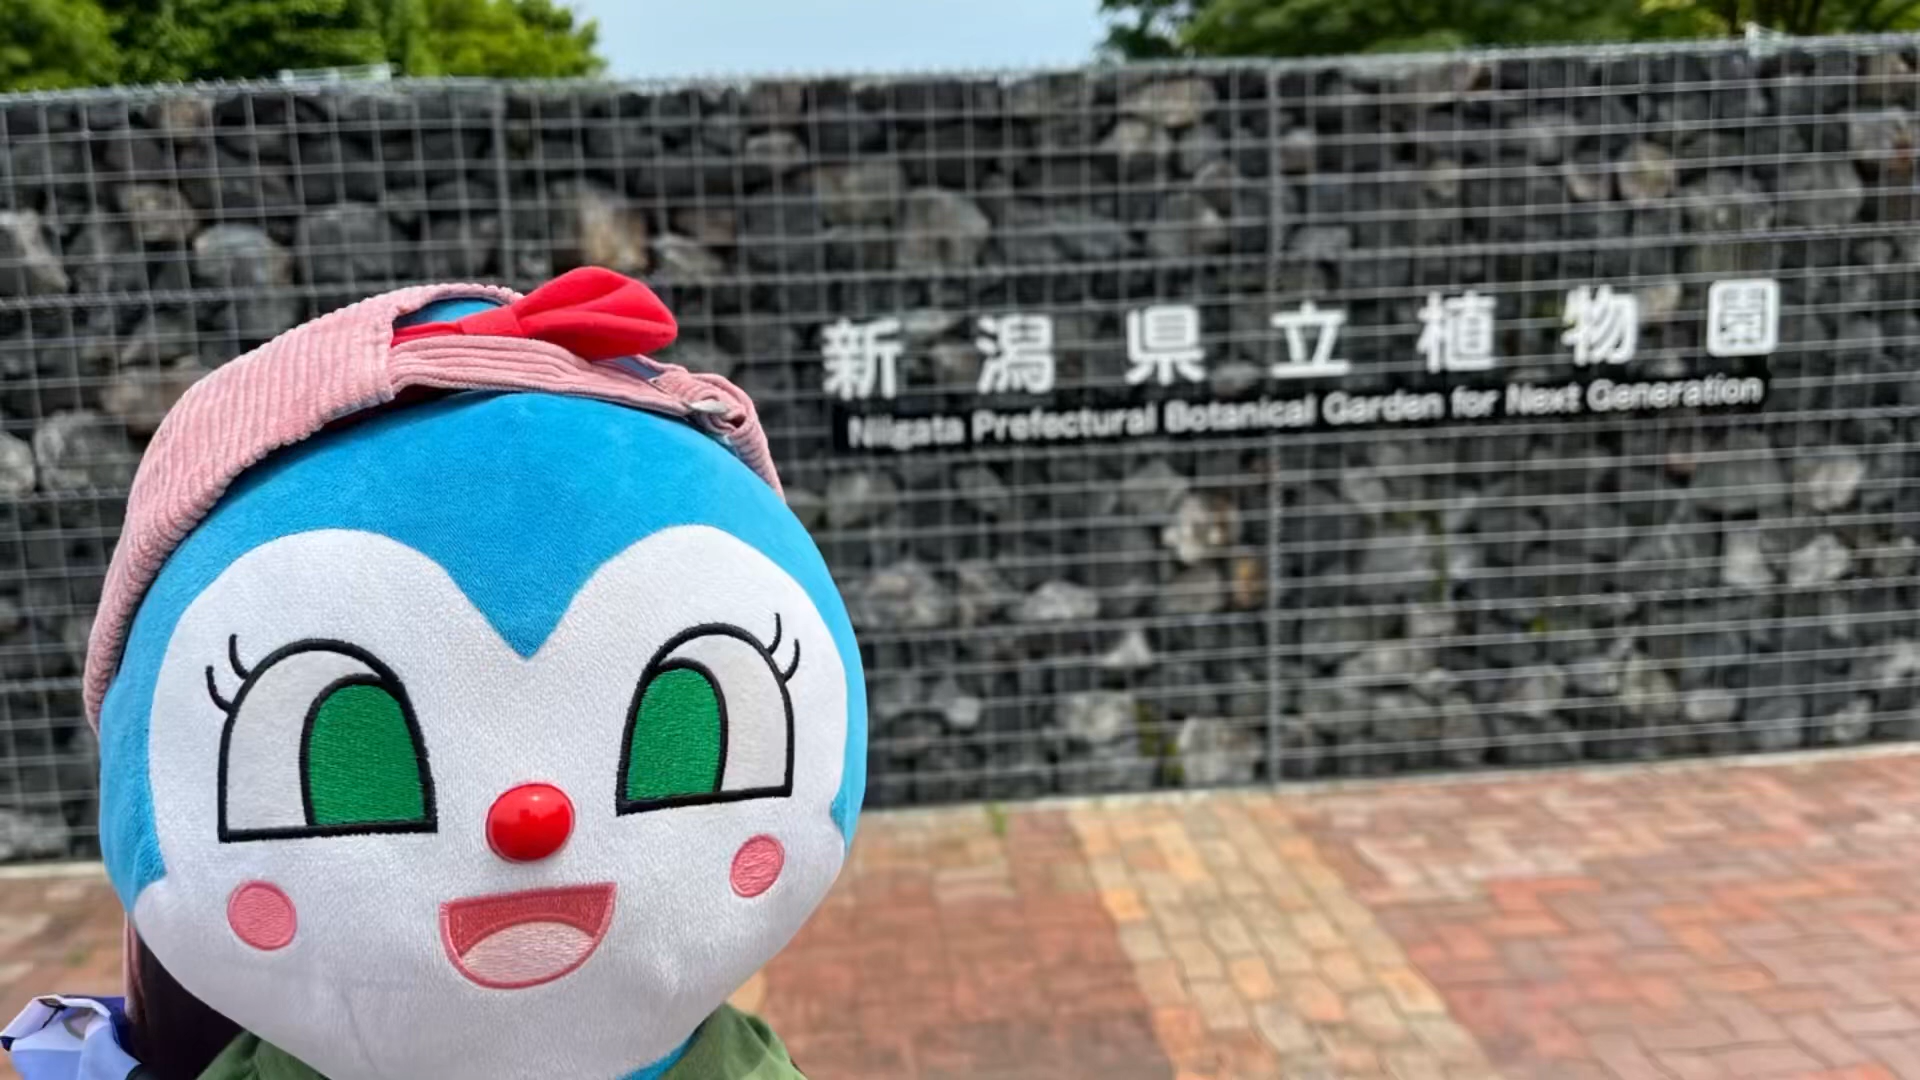 新潟県立植物園
Niigata Prefectural Botanical Garden for Next Generation